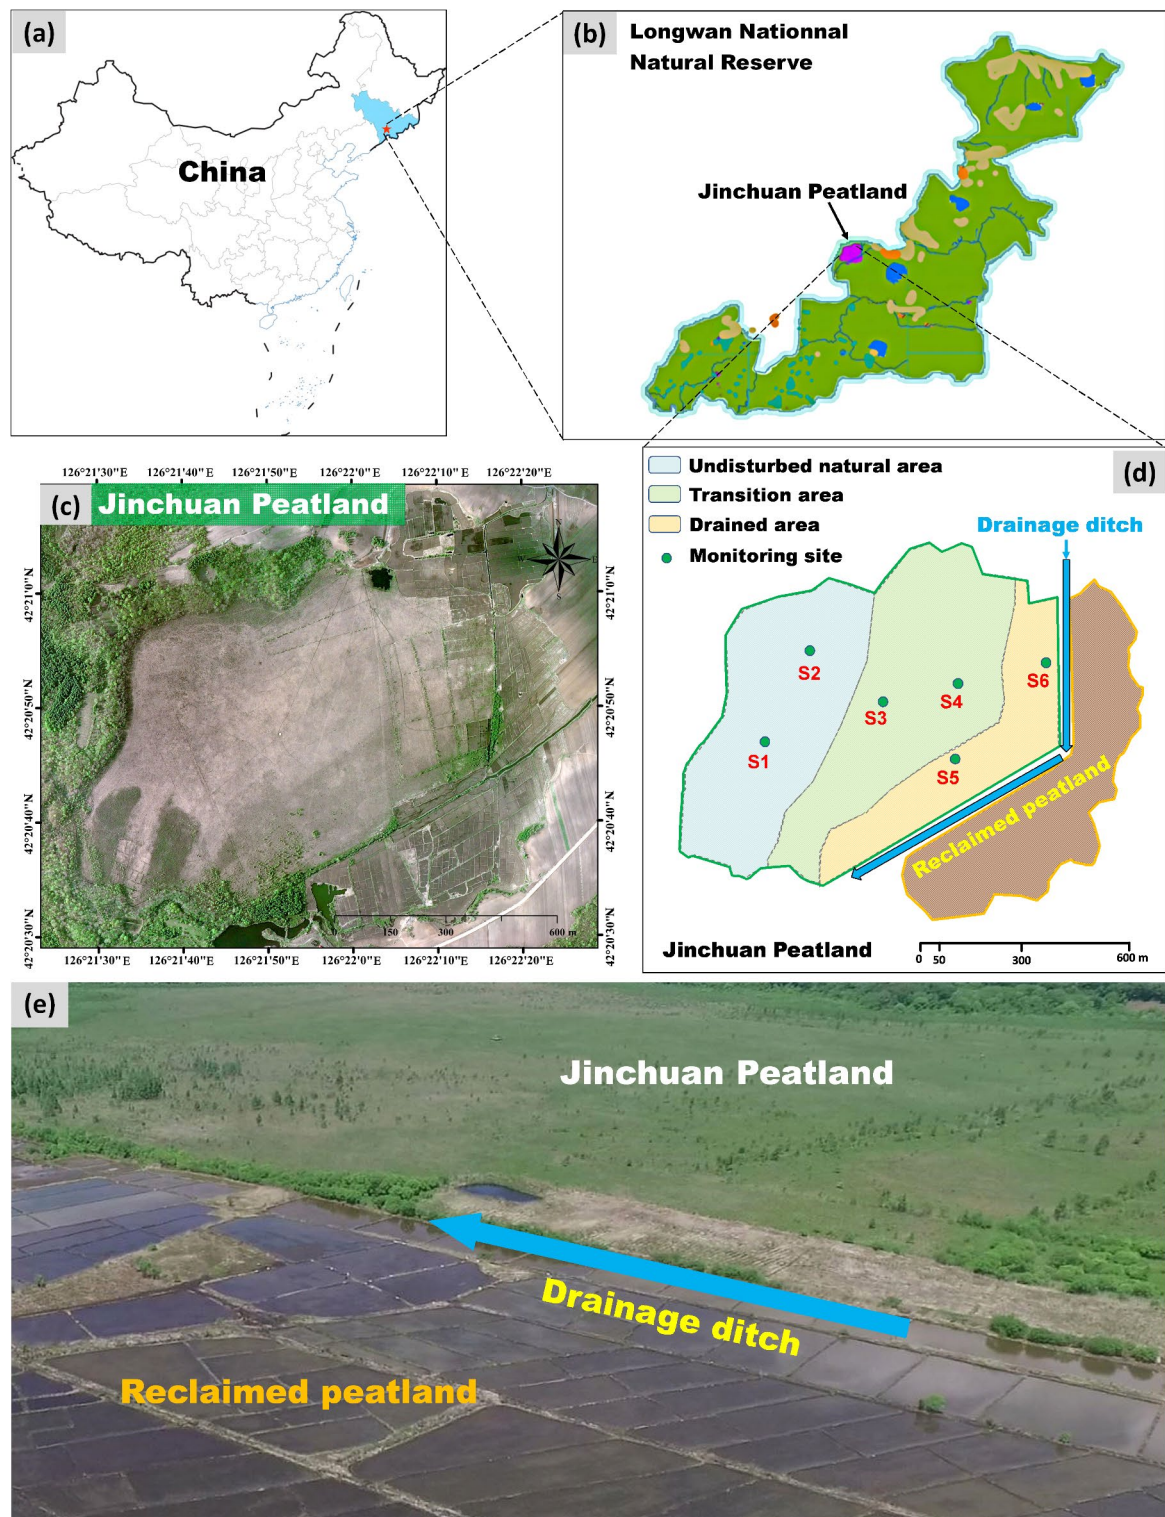 (a)
China
(b)
Longwan Nationnal
Natural Reserve
Jinchuan Peatland
126°21'30"E 126°21'40"E 126°21'50"E 126°22'0"E 126°22'10"E 126°22'20"E
(c)
Jinchuan Peatland
N
E
S
42°21'0"N
42°20'50"N
42°20'40"N
42°20'30"N
42°21'0"N
42°20'50"N
42°20'40"N
42°20'30"N
0 150 300 600 m
126°21'30"E 126°21'40"E 126°21'50"E 126°22'0"E 126°22'10"E 126°22'20"E
(d)
Undisturbed natural area
Transition area
Drained area
Monitoring site
Drainage ditch
S2
S6
S4
S3
S1
S5
Reclaimed peatland
Jinchuan Peatland
0 50 300 600 m
(e)
Jinchuan Peatland
Drainage ditch
Reclaimed peatland